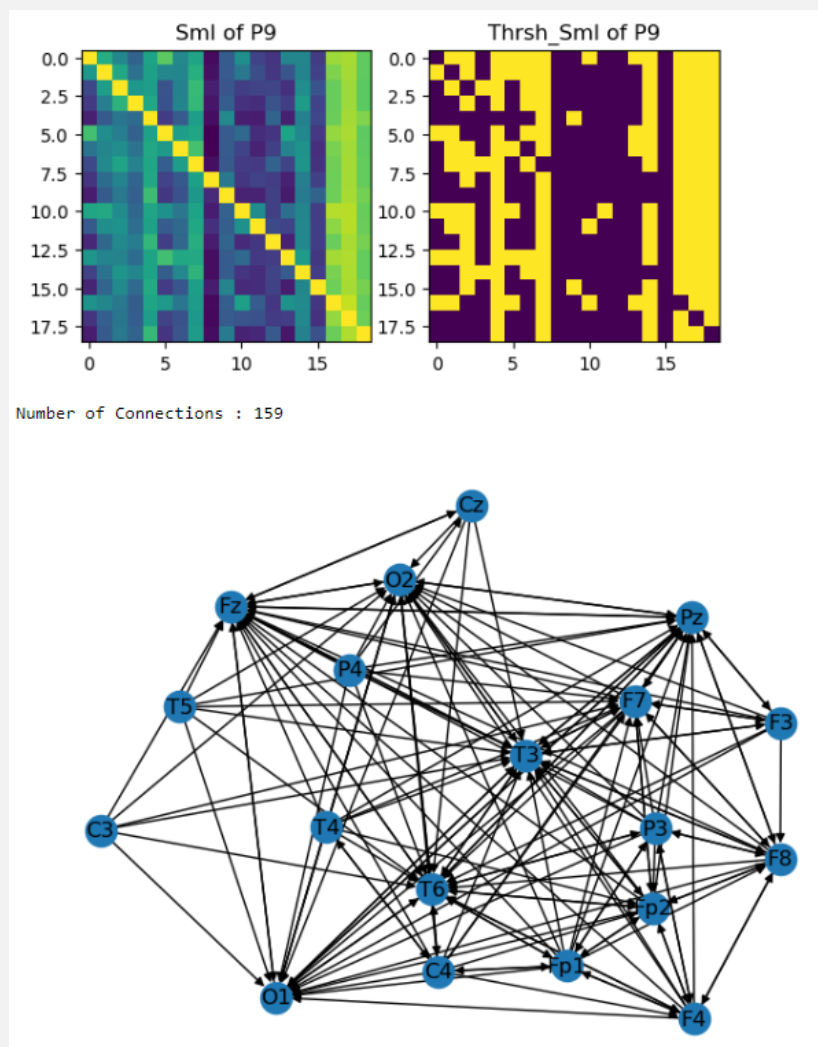 Sml of P9
Thrsh_Sml of P9
0.0
2.5
5.0
7.5
10.0
12.5
15.0
17.5
0 5 10 15
0.0
2.5
5.0
7.5
10.0
12.5
15.0
17.5
0 5 10 15
Number of Connections : 159
Cz
O2
Fz
Pz
P4
F7
T5
F3
T3
T4
P3
C3
F8
T6
Fp2
C4
Fp1
O1
F4